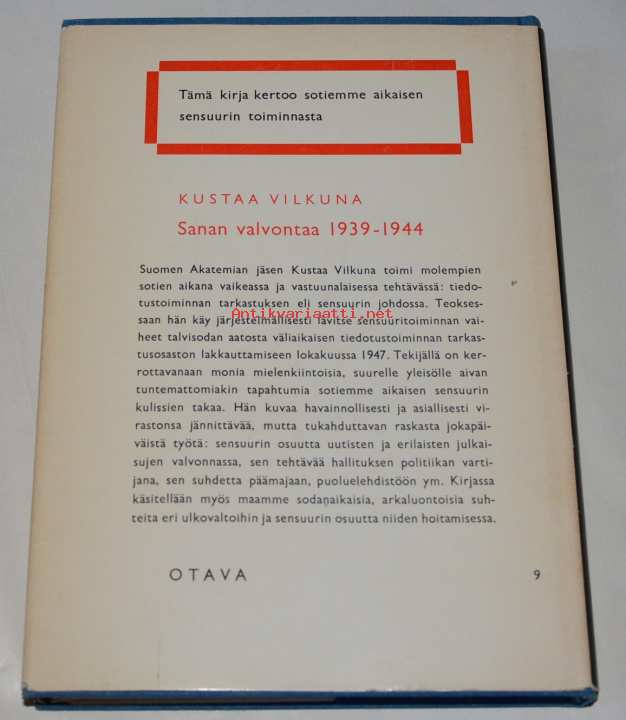 Tämä kirja kertoo sotiemme aikaisen
sensuurin toiminnasta
KUSTAA VILKUNA
Sanan valvontaa 1939-1944
Suomen Akatemian jäsen Kustaa Vilkuna toimi molempien
sotien aikana vaikeassa ja vastuunalaisessa tehtävässä: tiedo-
tustoiminnan tarkastuksen eli sensuurin johdossa. Teokses-
Antikvariaatti.net
saan hän käy järjestelmällisesti lävitse sensuuritoiminnan vai-
heet talvisodan aatosta väliaikaisen tiedotustoiminnan tarkas-
tusosaston lakkauttamiseen lokakuussa 1947. Tekijällä on ker-
rottavanaan monia mielenkiintoisia, suurelle yleisölle aivan
tuntemattomiakin tapahtumia sotiemme aikaisen sensuurin
kulissien takaa. Hän kuvaa havainnollisesti ja asiallisesti vi-
rastonsa jännittävää, mutta tukahduttavan raskasta jokapäi-
väistä työtä: sensuurin osuutta uutisten ja erilaisten julkai-
sujen valvonnassa, sen tehtävää hallituksen politiikan varti-
jana, sen suhdetta päämajaan, puoluelehdistöön ym. Kirjassa
käsitellään myös maamme sodanaikaisia, arkaluontoisia suh-
teita eri ulkovaltoihin ja sensuurin osuutta niiden hoitamisessa.
OTAVA
9